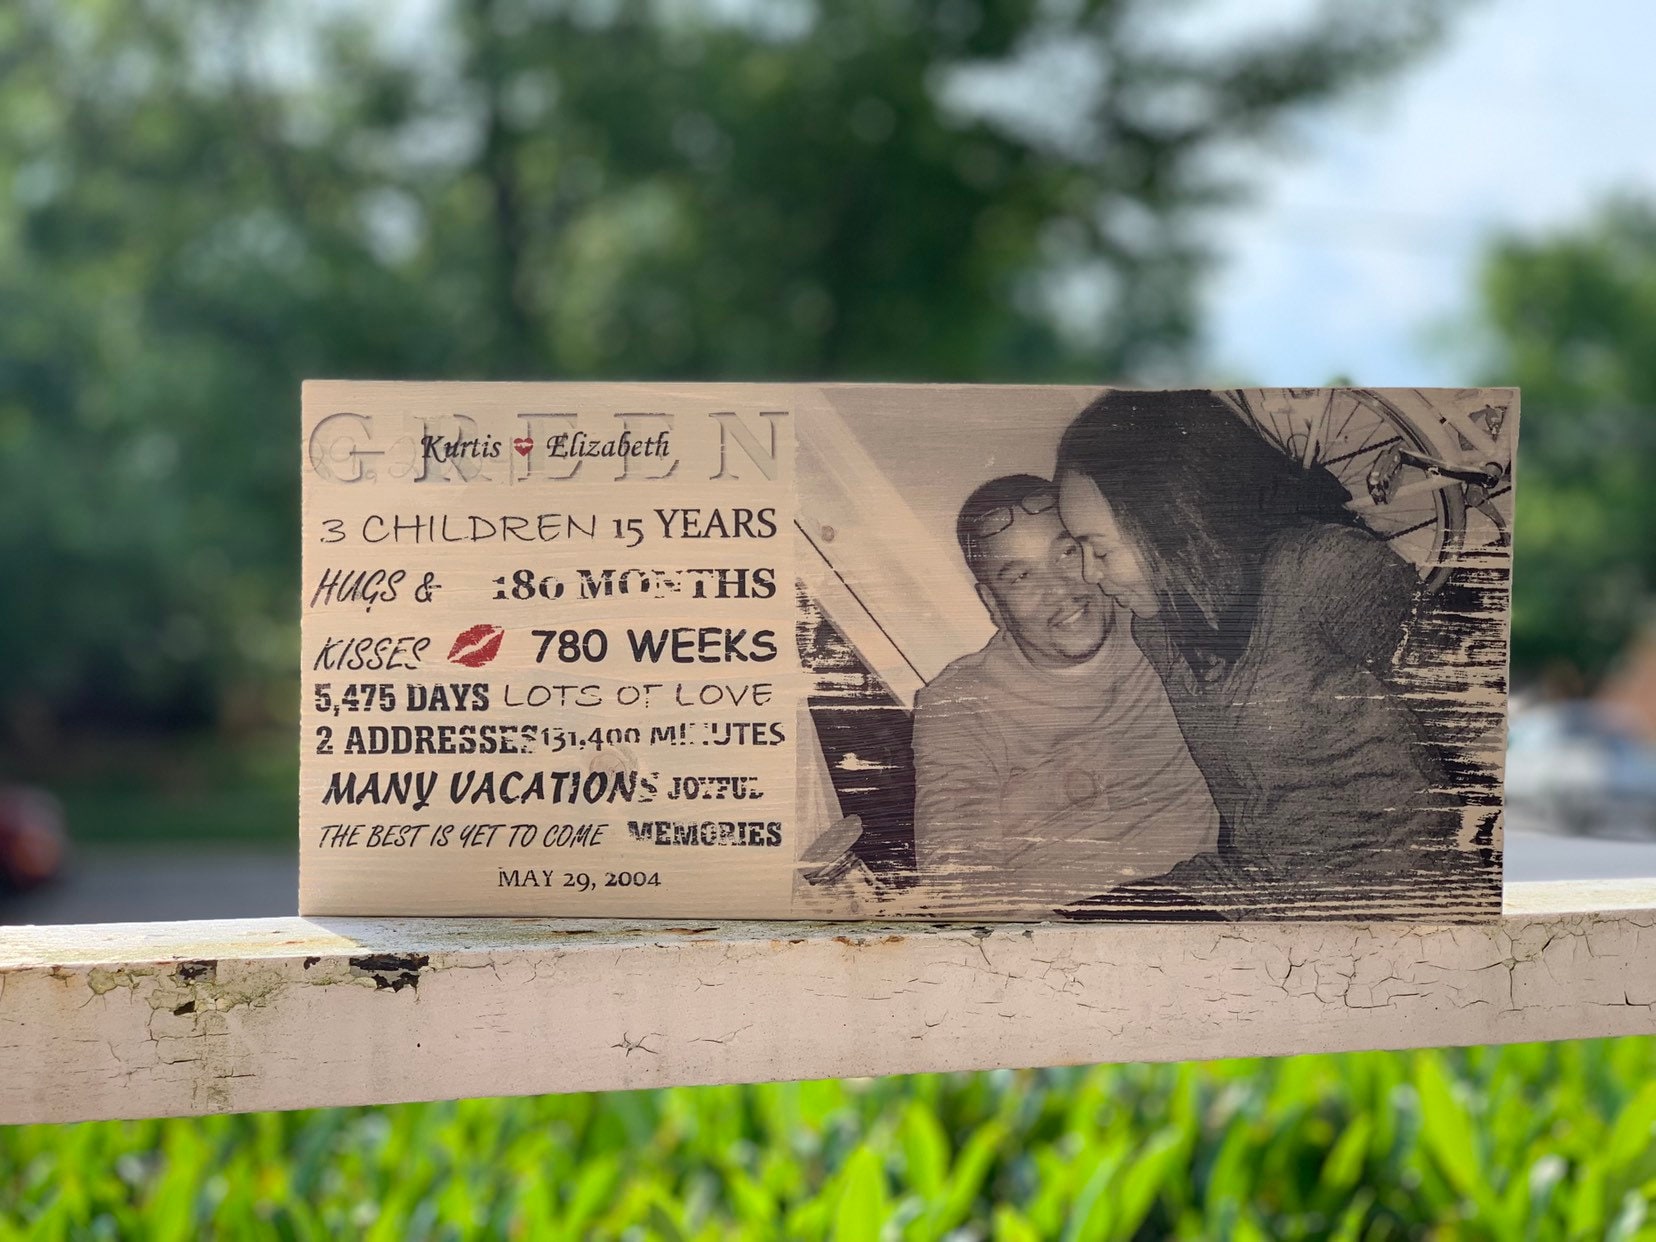 GREEN
Kurtis Elizabeth
3 CHILDREN 15 YEARS
HUGS & 180 MONTHS
KISSES 780 WEEKS
5,475 DAYS LOTS OF LOVE
2 ADDRESSES 131,400 MINUTES
MANY VACATIONS JOYFUL
THE BEST IS YET TO COME MEMORIES
MAY 29, 2004